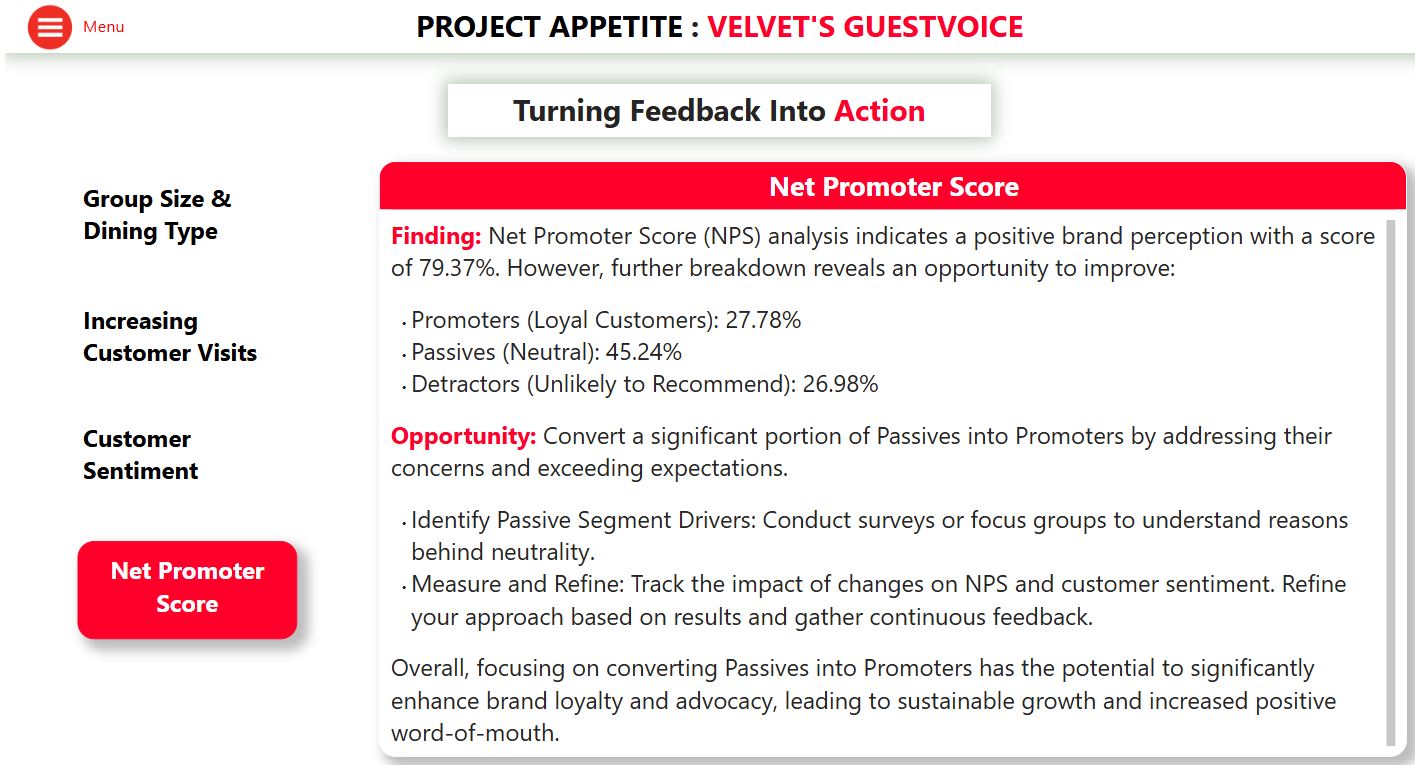 Menu
PROJECT APPETITE : VELVET'S GUESTVOICE
Turning Feedback Into Action
Group Size &
Dining Type
Increasing
Customer Visits
Customer
Sentiment
Net Promoter
Score
Net Promoter Score
Finding: Net Promoter Score (NPS) analysis indicates a positive brand perception with a score
of 79.37%. However, further breakdown reveals an opportunity to improve:
· Promoters (Loyal Customers): 27.78%
· Passives (Neutral): 45.24%
· Detractors (Unlikely to Recommend): 26.98%
Opportunity: Convert a significant portion of Passives into Promoters by addressing their
concerns and exceeding expectations.
· Identify Passive Segment Drivers: Conduct surveys or focus groups to understand reasons
behind neutrality.
· Measure and Refine: Track the impact of changes on NPS and customer sentiment. Refine
your approach based on results and gather continuous feedback.
Overall, focusing on converting Passives into Promoters has the potential to significantly
enhance brand loyalty and advocacy, leading to sustainable growth and increased positive
word-of-mouth.